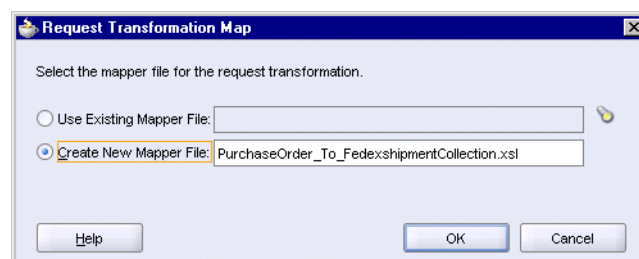 Request Transformation Map
Select the mapper file for the request transformation.
Use Existing Mapper File:
Create New Mapper File: PurchaseOrder_To_FedexshipmentCollection.xsl
Help OK Cancel